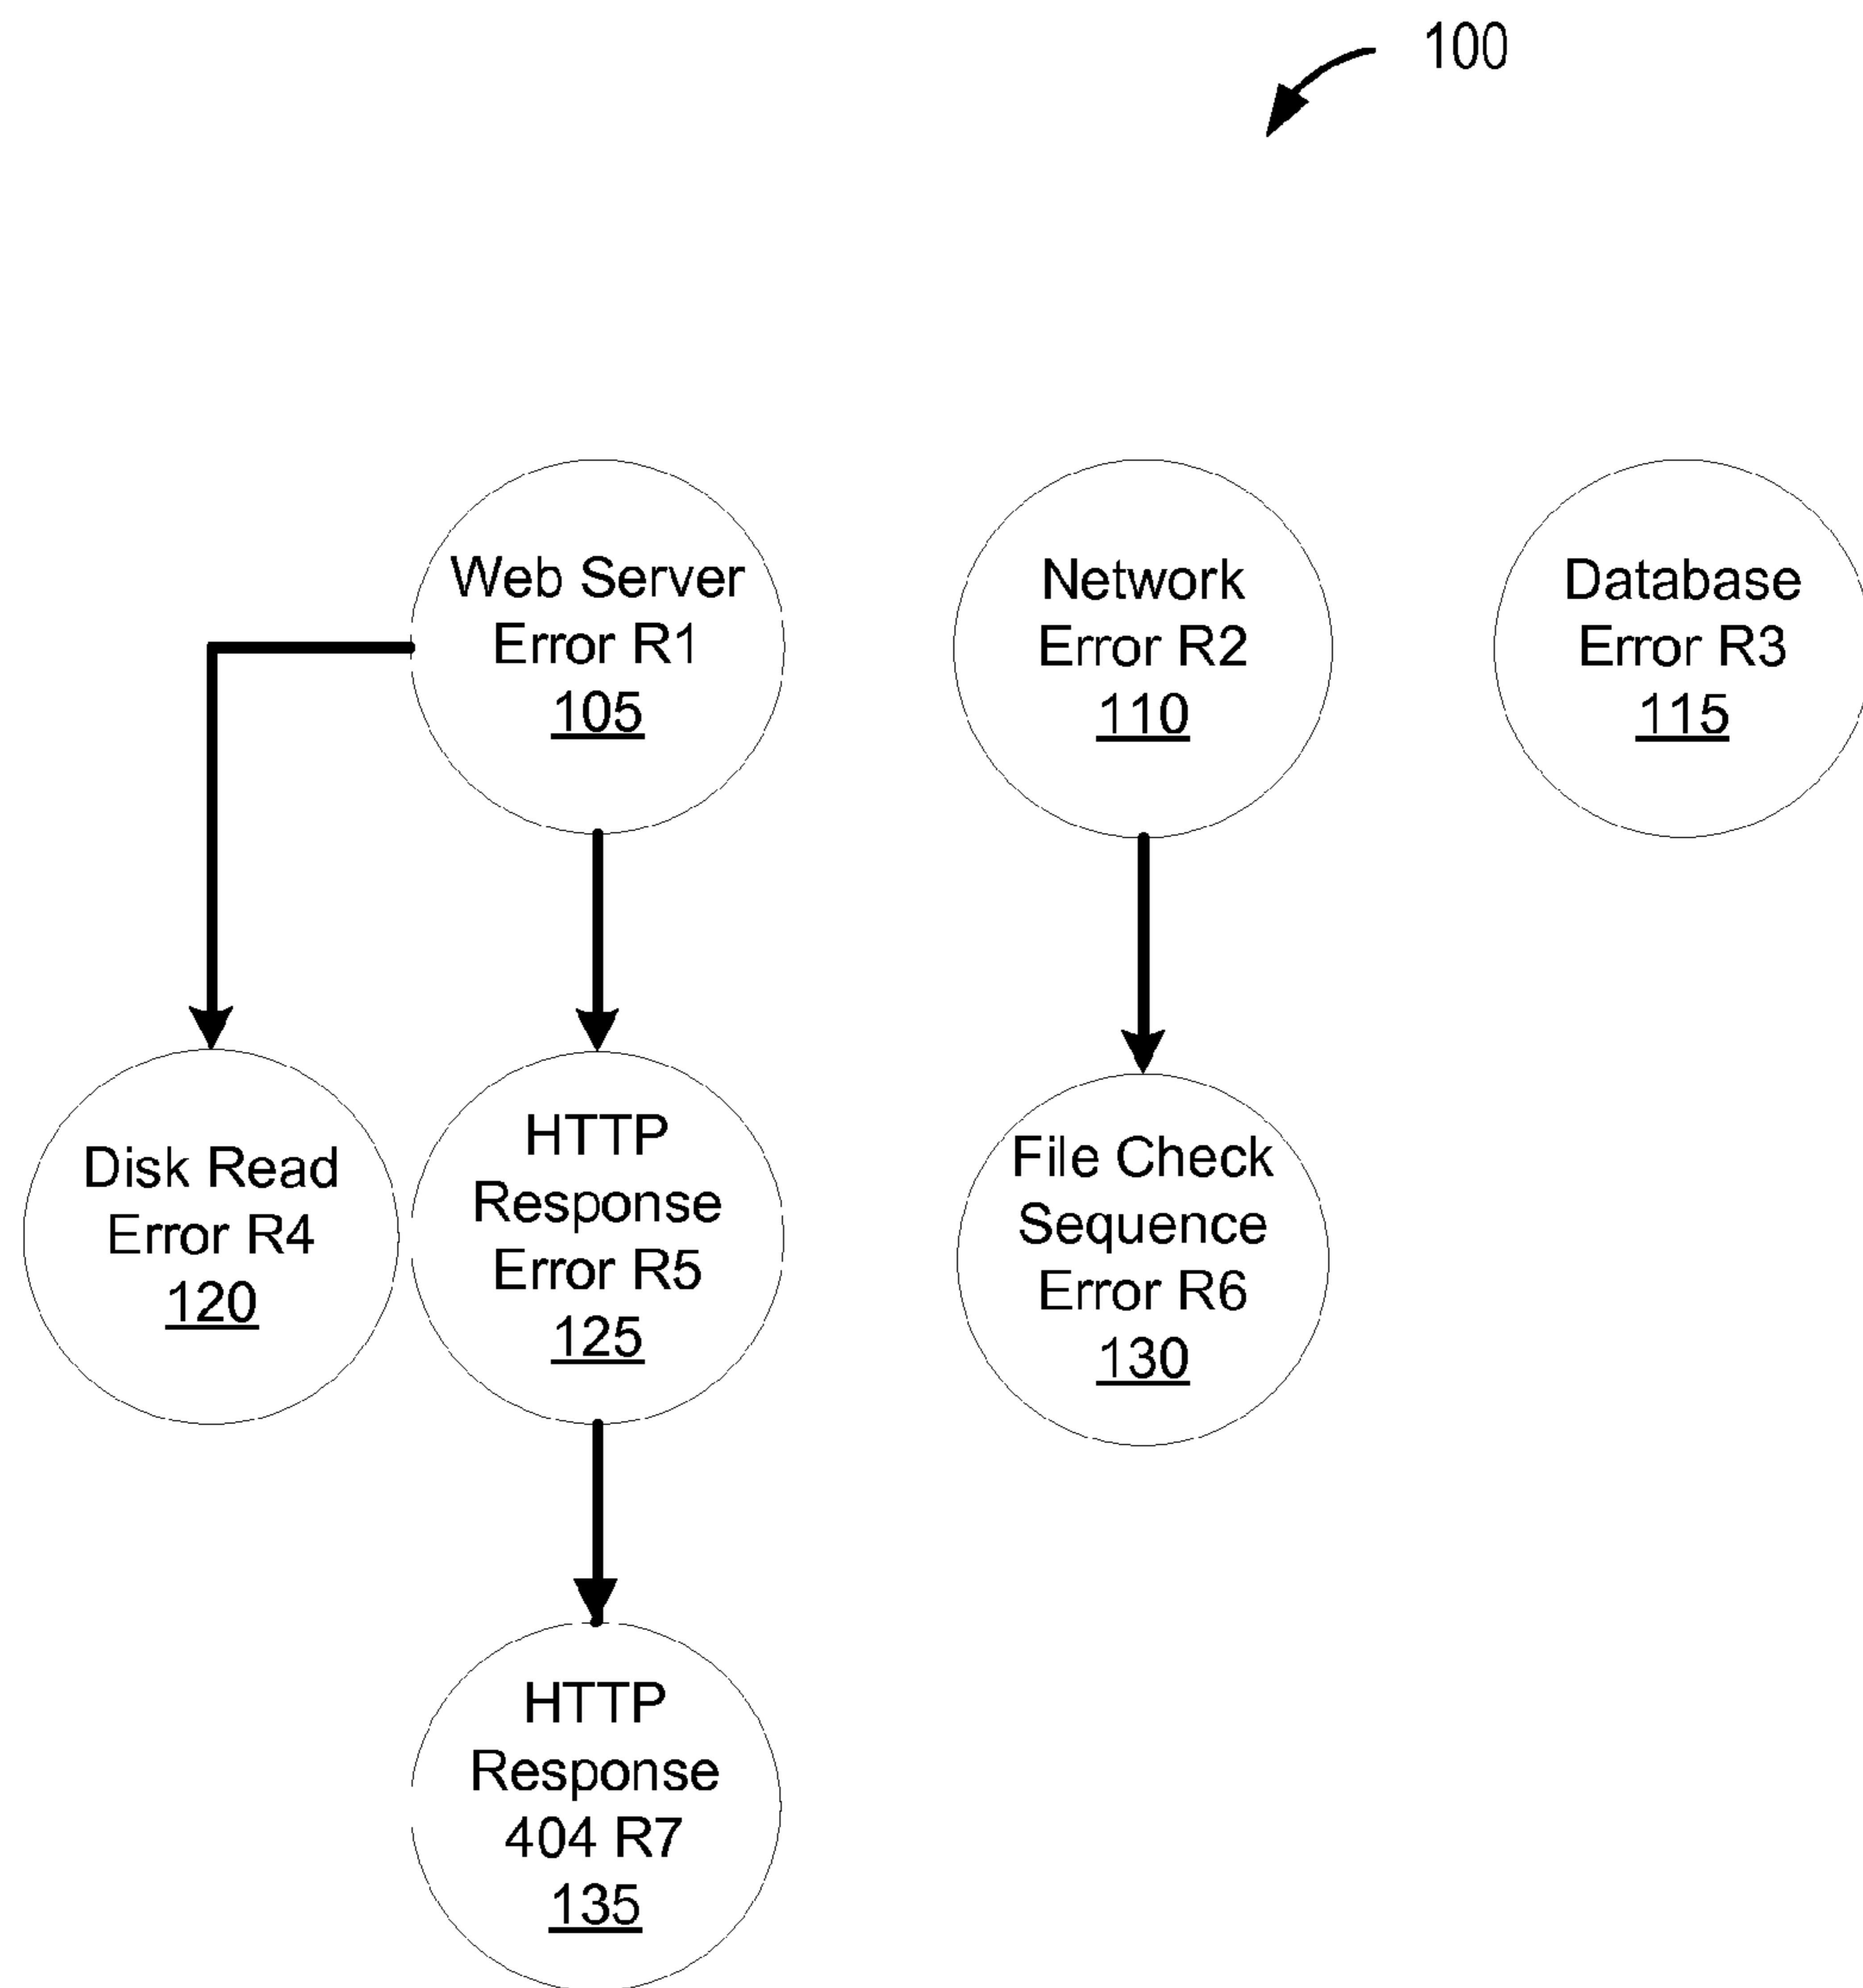 100
Web Server
Error R1
105
Network
Error R2
110
Database
Error R3
115
Disk Read
Error R4
120
HTTP
Response
Error R5
125
File Check
Sequence
Error R6
130
HTTP
Response
404 R7
135